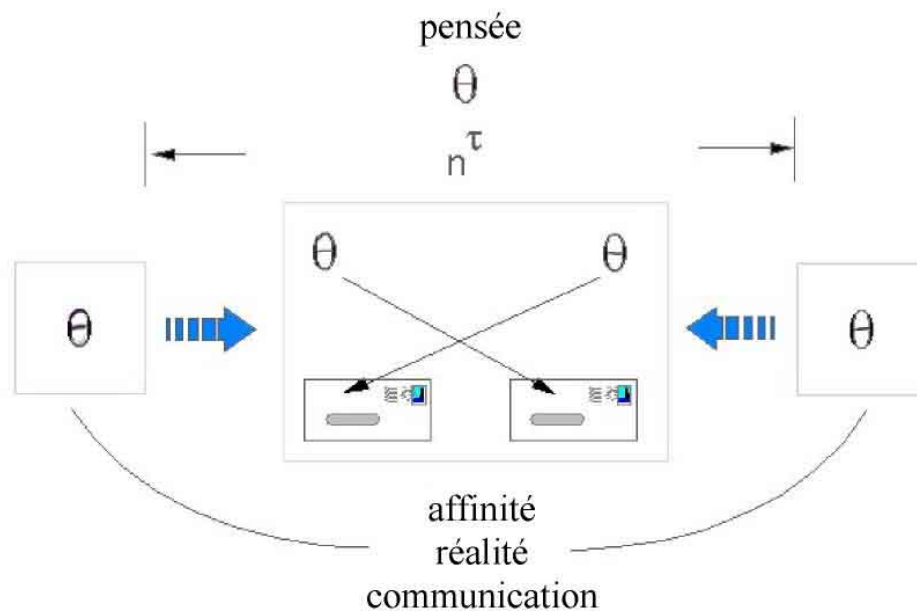 pensée
θ
n^τ
θ θ
θ θ
affinité
réalité
communication